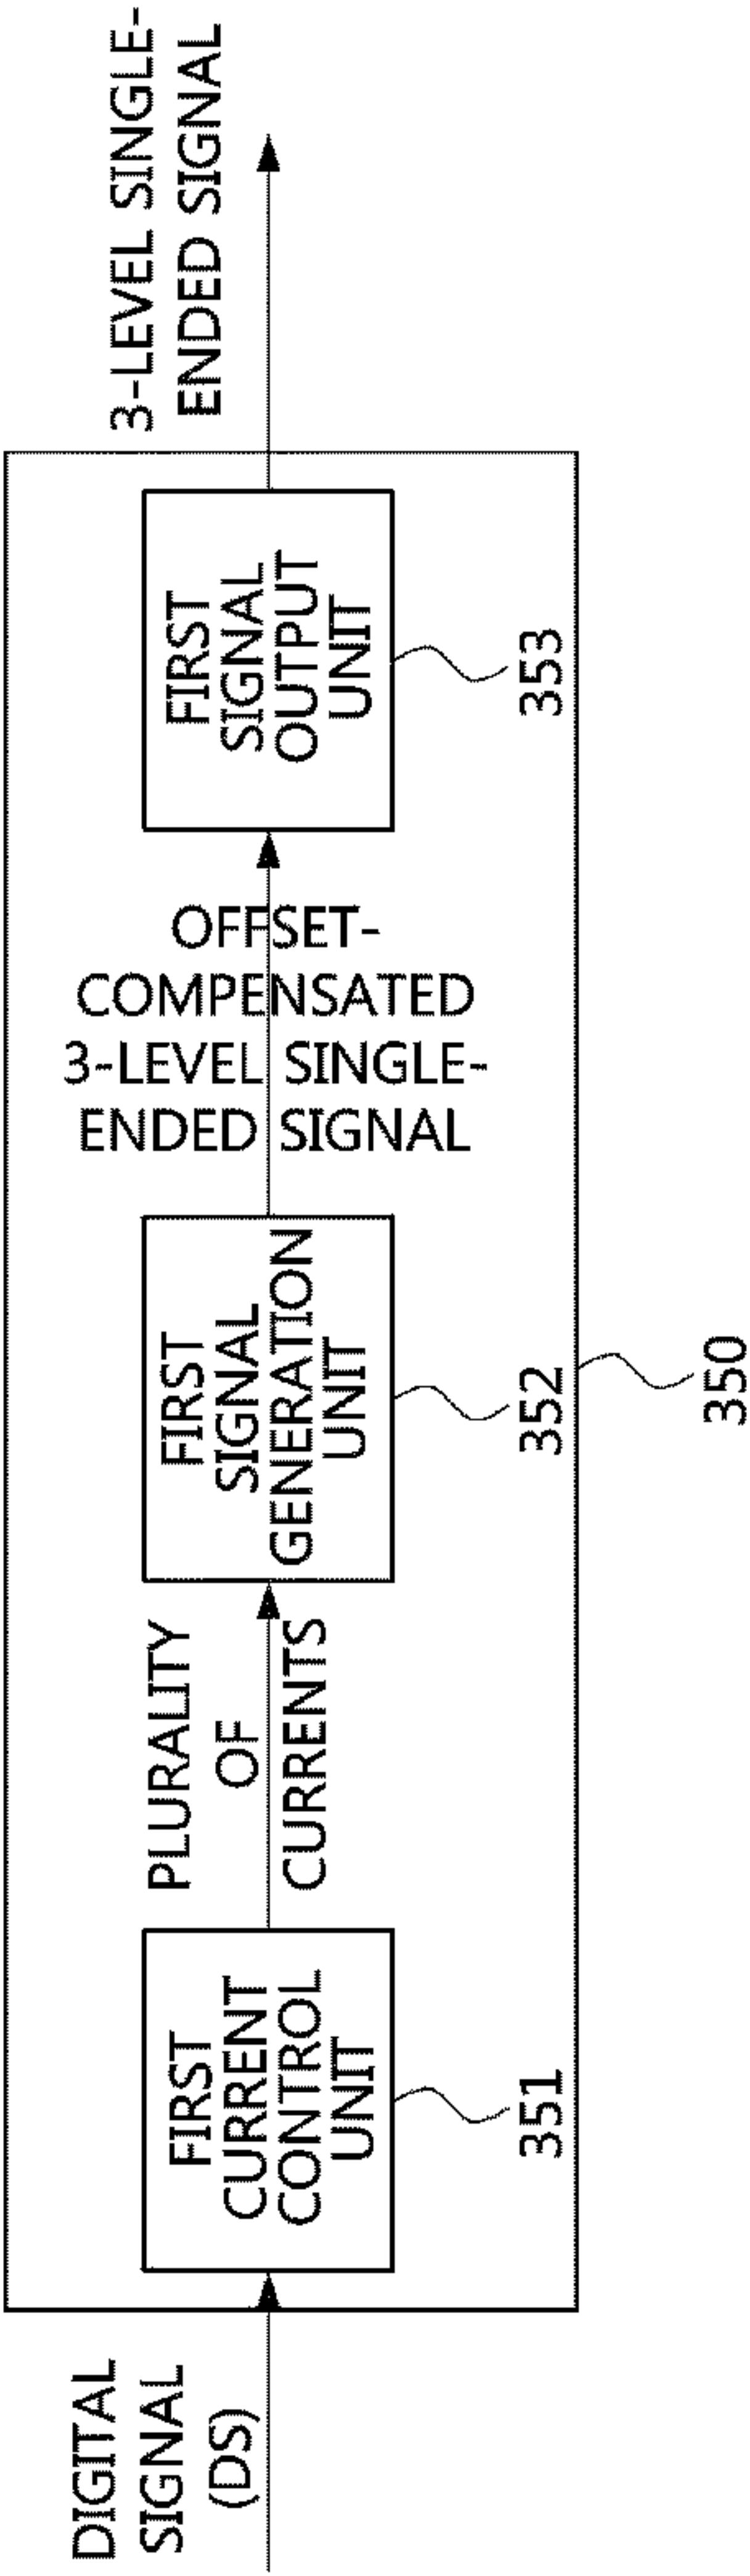 DIGITAL
SIGNAL
(DS)
FIRST
CURRENT
CONTROL
UNIT
351
PLURALITY
OF
CURRENTS
FIRST
SIGNAL
GENERATION
UNIT
352
OFFSET-
COMPENSATED
3-LEVEL SINGLE-
ENDED SIGNAL
FIRST
SIGNAL
OUTPUT
UNIT
353
3-LEVEL SINGLE-
ENDED SIGNAL
350